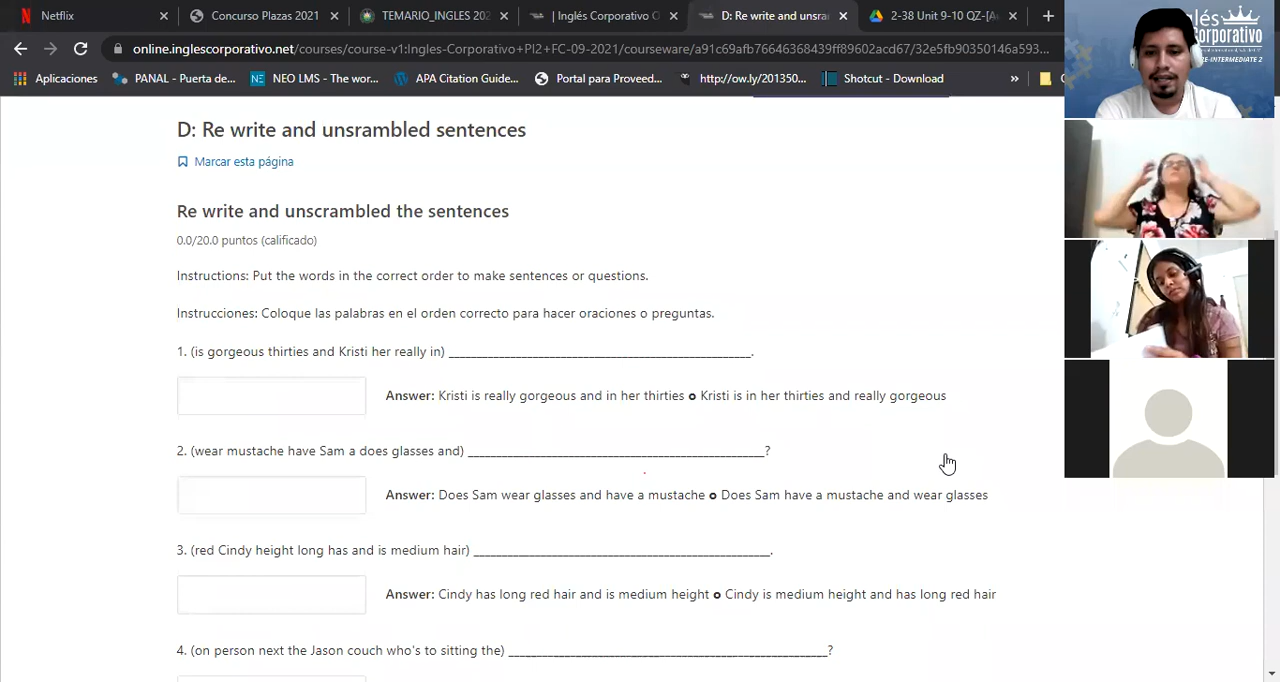 Netflix
Concurso Plazas 2021
TEMARIO_INGLES 202
| Inglés Corporativo
D: Re write and unsra
2-38 Unit 9-10 QZ-[A
online.inglescorporativo.net/courses/course-v1:Ingles-Corporativo+PI2+FC-09-2021/courseware/a91c69afb76646368439ff89602acd67/32e5fb90350146a593...
Aplicaciones
PANAL - Puerta de...
NEO LMS - The wor...
APA Citation Guide...
Portal para Proveed...
http://ow.ly/201350...
Shotcut - Download
»
glés
Corporativo
RE-INTERMEDIATE 2
D: Re write and unsrambled sentences
Marcar esta página
Re write and unscrambled the sentences
0.0/20.0 puntos (calificado)
Instructions: Put the words in the correct order to make sentences or questions.
Instrucciones: Coloque las palabras en el orden correcto para hacer oraciones o preguntas.
1. (is gorgeous thirties and Kristi her really in) ___________________________________________.
Answer: Kristi is really gorgeous and in her thirties o Kristi is in her thirties and really gorgeous
2. (wear mustache have Sam a does glasses and) __________________________________________?
Answer: Does Sam wear glasses and have a mustache o Does Sam have a mustache and wear glasses
3. (red Cindy height long has and is medium hair) __________________________________________.
Answer: Cindy has long red hair and is medium height o Cindy is medium height and has long red hair
4. (on person next the Jason couch who's to sitting the) _____________________________________________?